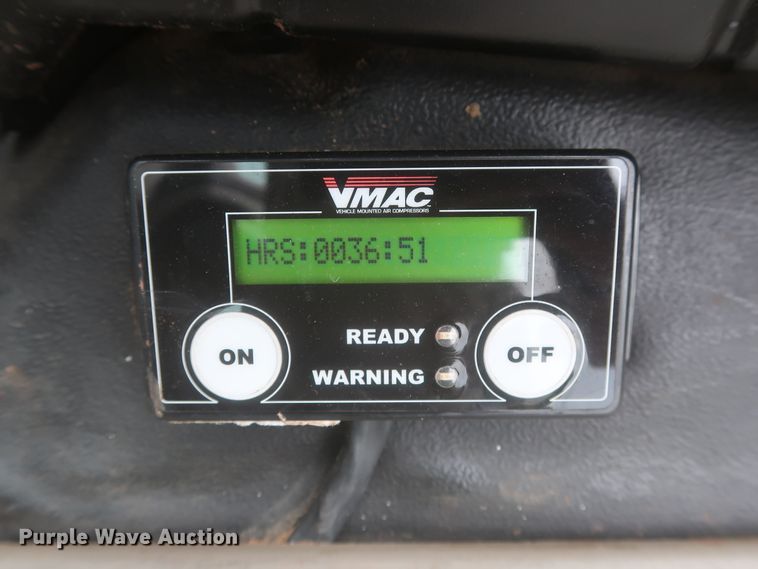 VMAC
VEHICLE MOUNTED AIR COMPRESSORS
HRS:0036:51
READY
ON
OFF
WARNING
Purple Wave Auction